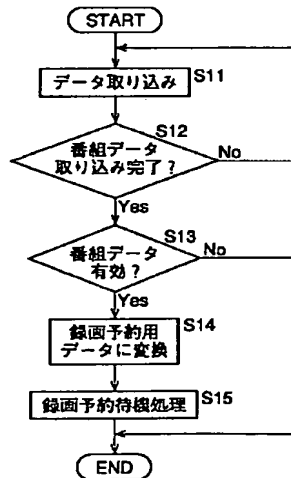 START
データ取り込み
S11
S12
番組データ
取り込み完了?
No
Yes
S13
番組データ
有効?
No
Yes
S14
録画予約用
データに変換
S15
録画予約待機処理
END